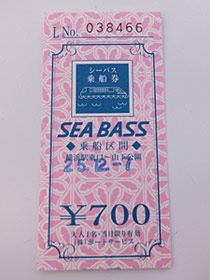 I No. 038466
シーバス
乗船券
SEA BASS
◆乗船区間◆
横浜駅東口―山下公園
23.12.-7
¥700
大人1名・当日限り有効
(株)ポートサービス